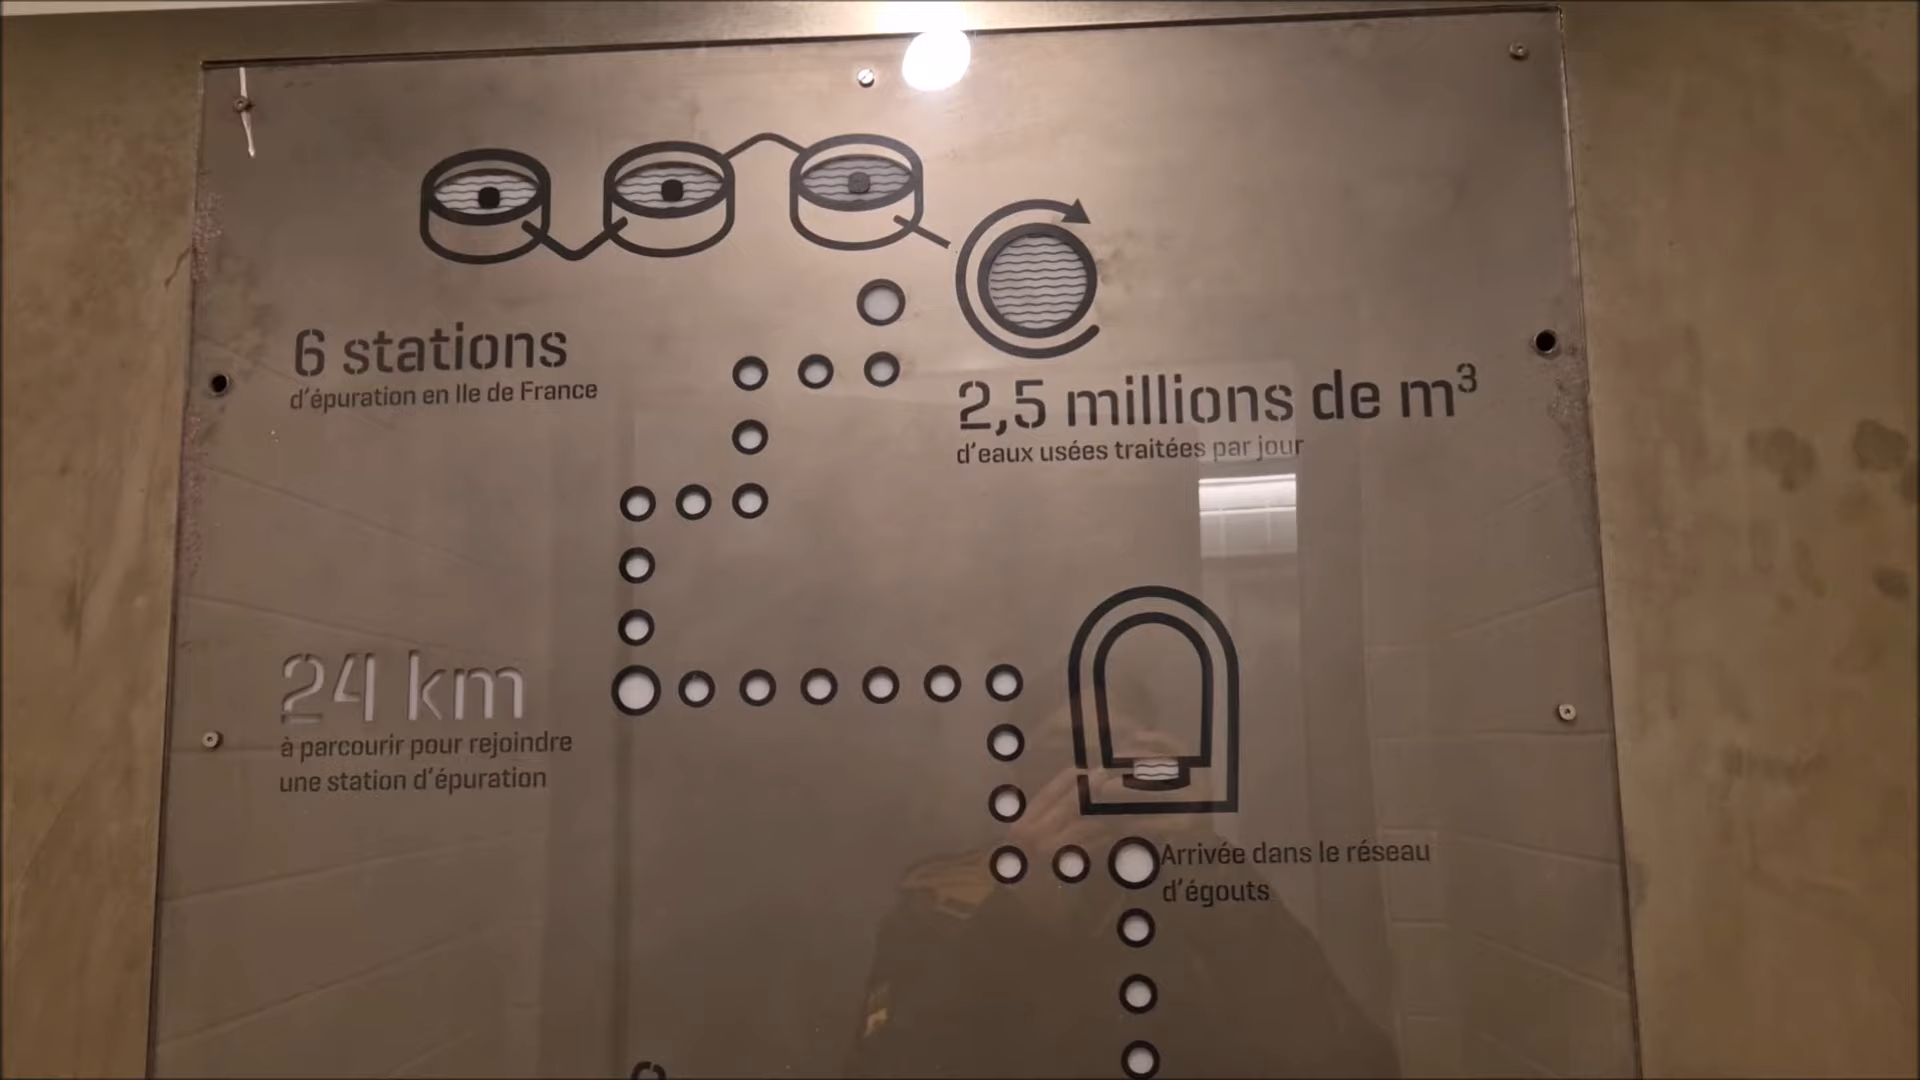 6 stations
d'épuration en Ile de France
2,5 millions de m³
d'eaux usées traitées par jour
24 km
à parcourir pour rejoindre
une station d'épuration
Arrivée dans le réseau
d'égouts